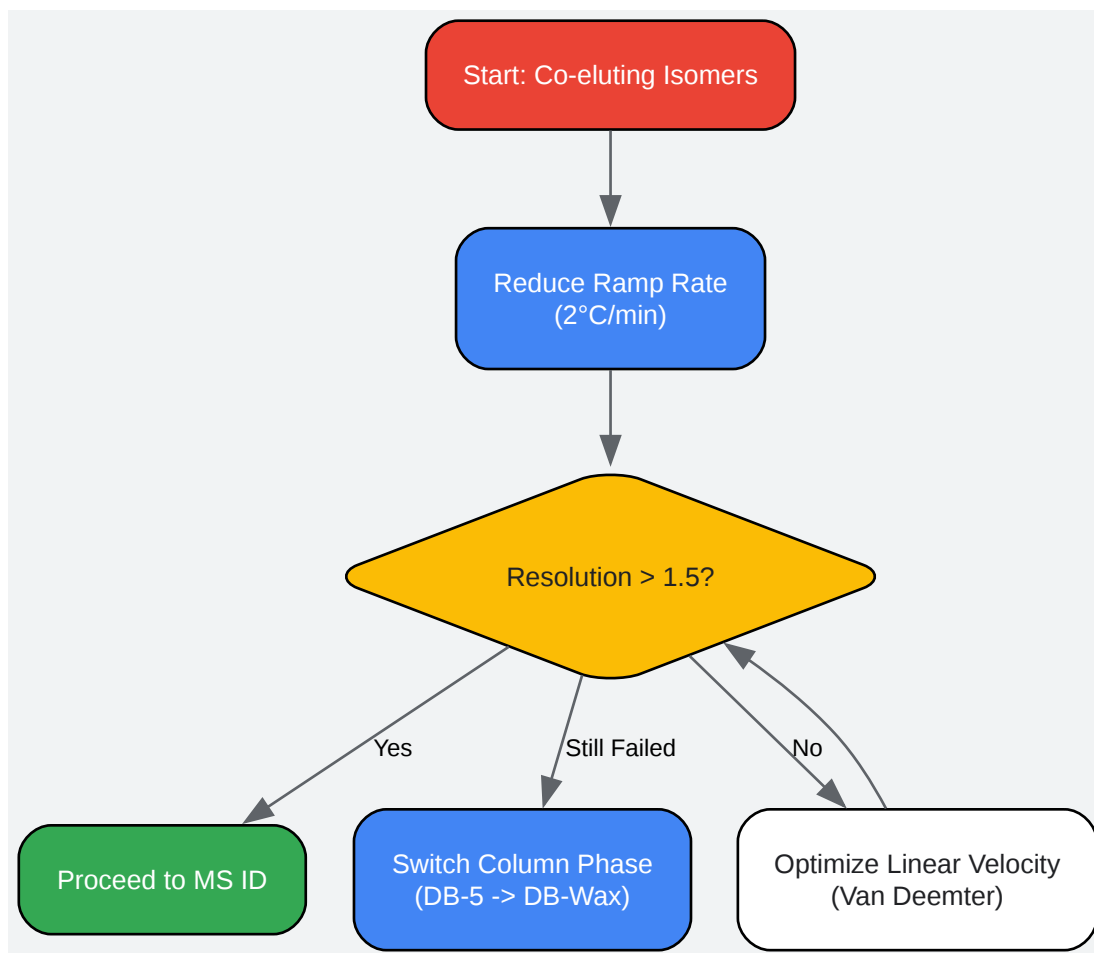 Start: Co-eluting Isomers
Reduce Ramp Rate
(2°C/min)
Resolution > 1.5?
Yes
Still Failed
No
Proceed to MS ID
Switch Column Phase
(DB-5 -> DB-Wax)
Optimize Linear Velocity
(Van Deemter)